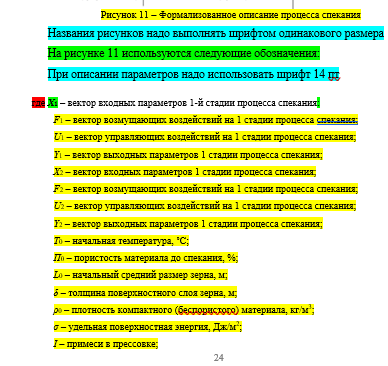 Рисунок 11 – Формализованное описание процесса спекания
Названия рисунков надо выполнять шрифтом одинакового размера
На рисунке 11 используются следующие обозначения:
При описании параметров надо использовать шрифт 14 пт
где X1 – вектор входных параметров 1-й стадии процесса спекания;
F1 – вектор возмущающих воздействий на 1 стадии процесса спекания;
U1 – вектор управляющих воздействий на 1 стадии процесса спекания;
Y1 – вектор выходных параметров 1 стадии процесса спекания;
X2 – вектор входных параметров 1 стадии процесса спекания;
F2 – вектор возмущающих воздействий на 1 стадии процесса спекания;
U2 – вектор управляющих воздействий на 1 стадии процесса спекания;
Y2 – вектор выходных параметров 1 стадии процесса спекания;
T0 – начальная температура, °С;
П0 – пористость материала до спекания, %;
L0 – начальный средний размер зерна, м;
δ – толщина поверхностного слоя зерна, м;
ρ0 – плотность компактного (беспористого) материала, кг/м³;
σ – удельная поверхностная энергия, Дж/м²;
I – примеси в прессовке;
24